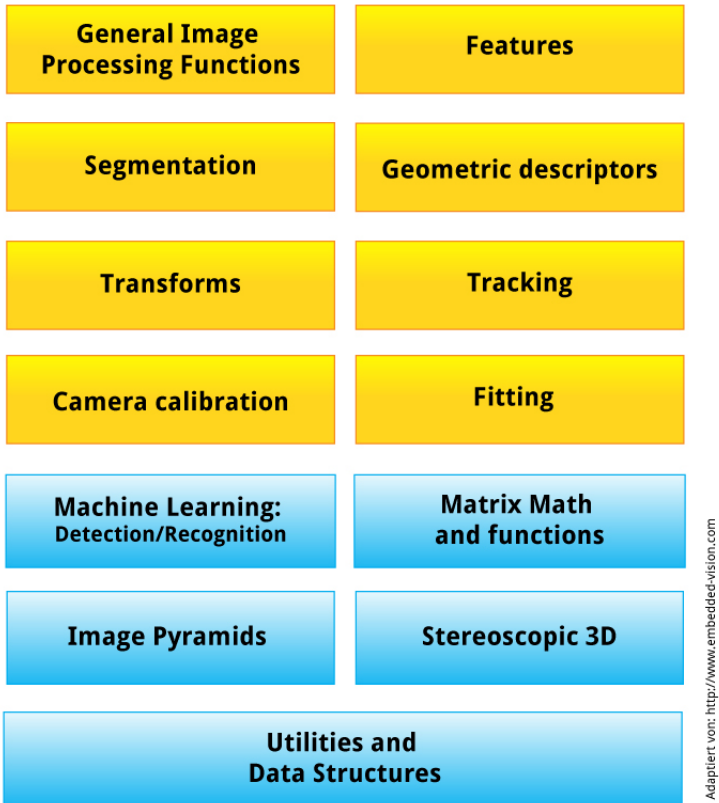 General Image
Processing Functions
Features
Segmentation
Geometric descriptors
Transforms
Tracking
Camera calibration
Fitting
Machine Learning:
Detection/Recognition
Matrix Math
and functions
Image Pyramids
Stereoscopic 3D
Utilities and
Data Structures
Adaptiert von: http://www.embedded-vision.com